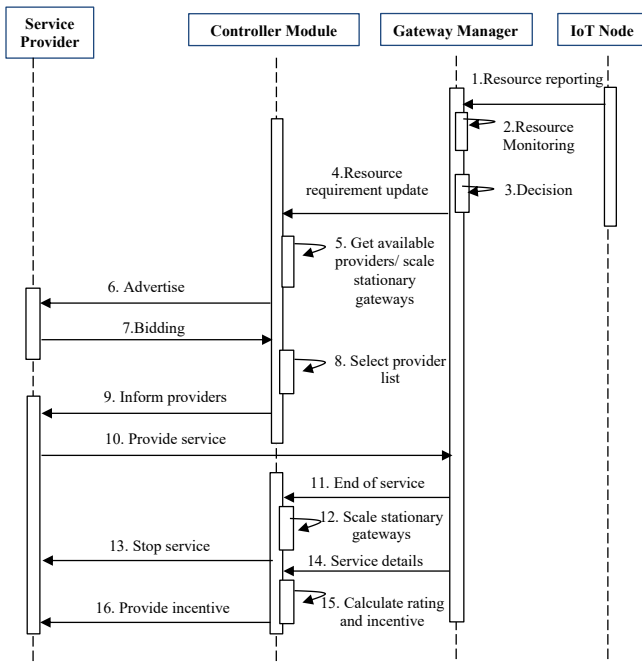 Service
Provider
Controller Module
Gateway Manager
IoT Node
1.Resource reporting
2.Resource
Monitoring
3.Decision
4.Resource
requirement update
5. Get available
providers/ scale
stationary
gateways
6. Advertise
7.Bidding
8. Select provider
list
9. Inform providers
10. Provide service
11. End of service
12. Scale stationary
gateways
13. Stop service
14. Service details
15. Calculate rating
and incentive
16. Provide incentive